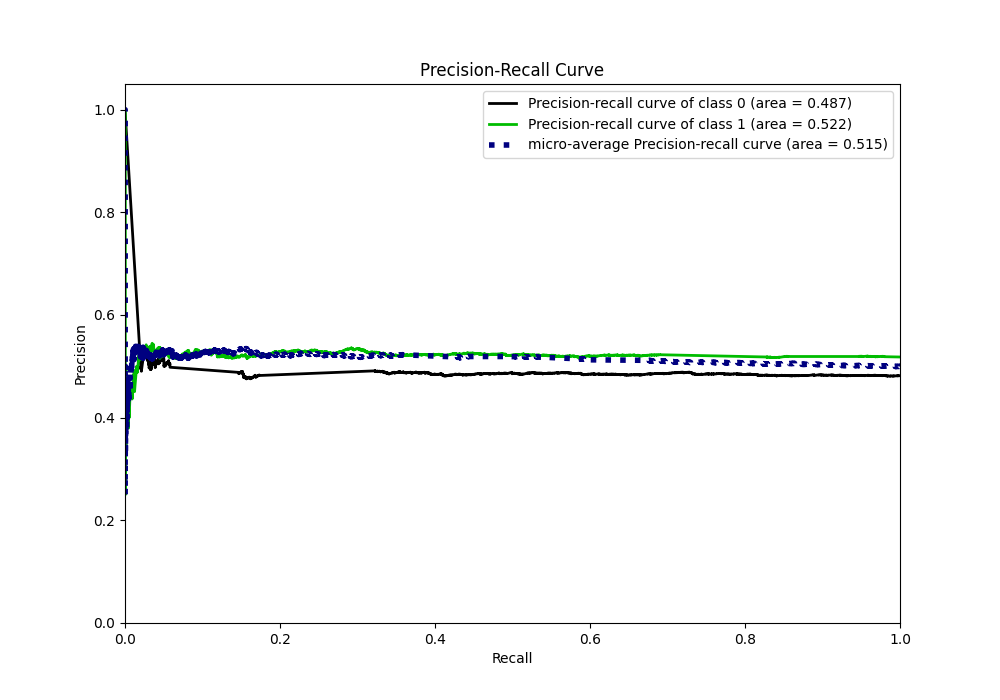 Precision-Recall Curve
Precision-recall curve of class 0 (area = 0.487)
Precision-recall curve of class 1 (area = 0.522)
micro-average Precision-recall curve (area = 0.515)
1.0
0.8
0.6
0.4
0.2
0.0
Precision
0.0 0.2 0.4 0.6 0.8 1.0
Recall